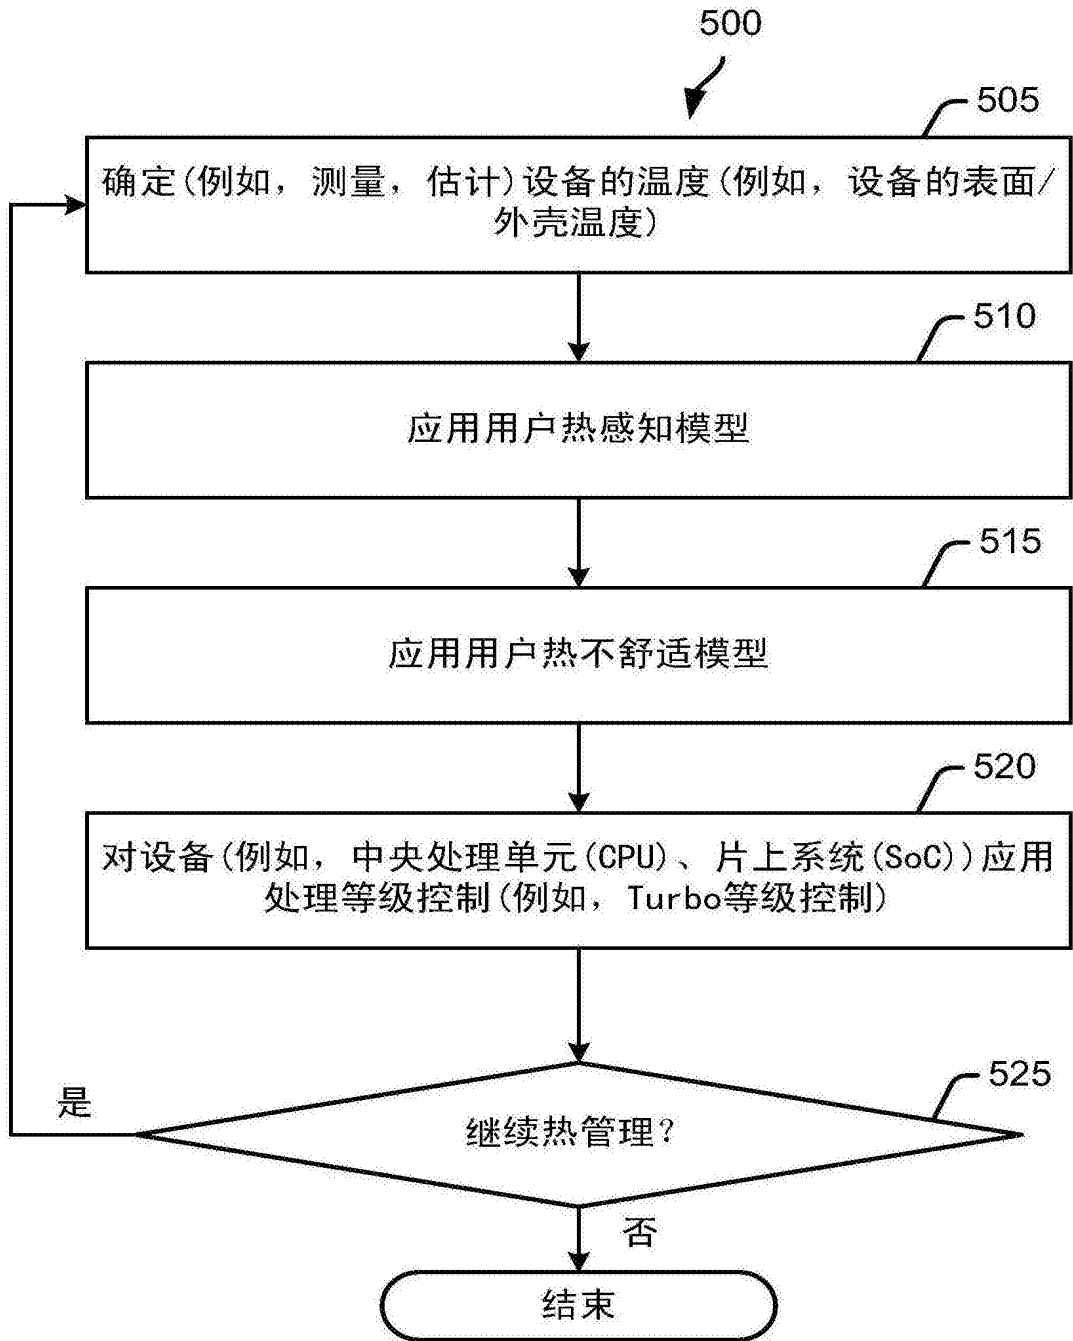 500
505
确定(例如，测量，估计)设备的温度(例如，设备的表面/
外壳温度)
510
应用用户热感知模型
515
应用用户热不舒适模型
520
对设备(例如，中央处理单元(CPU)、片上系统(SoC))应用
处理等级控制(例如，Turbo等级控制)
525
是
继续热管理？
否
结束